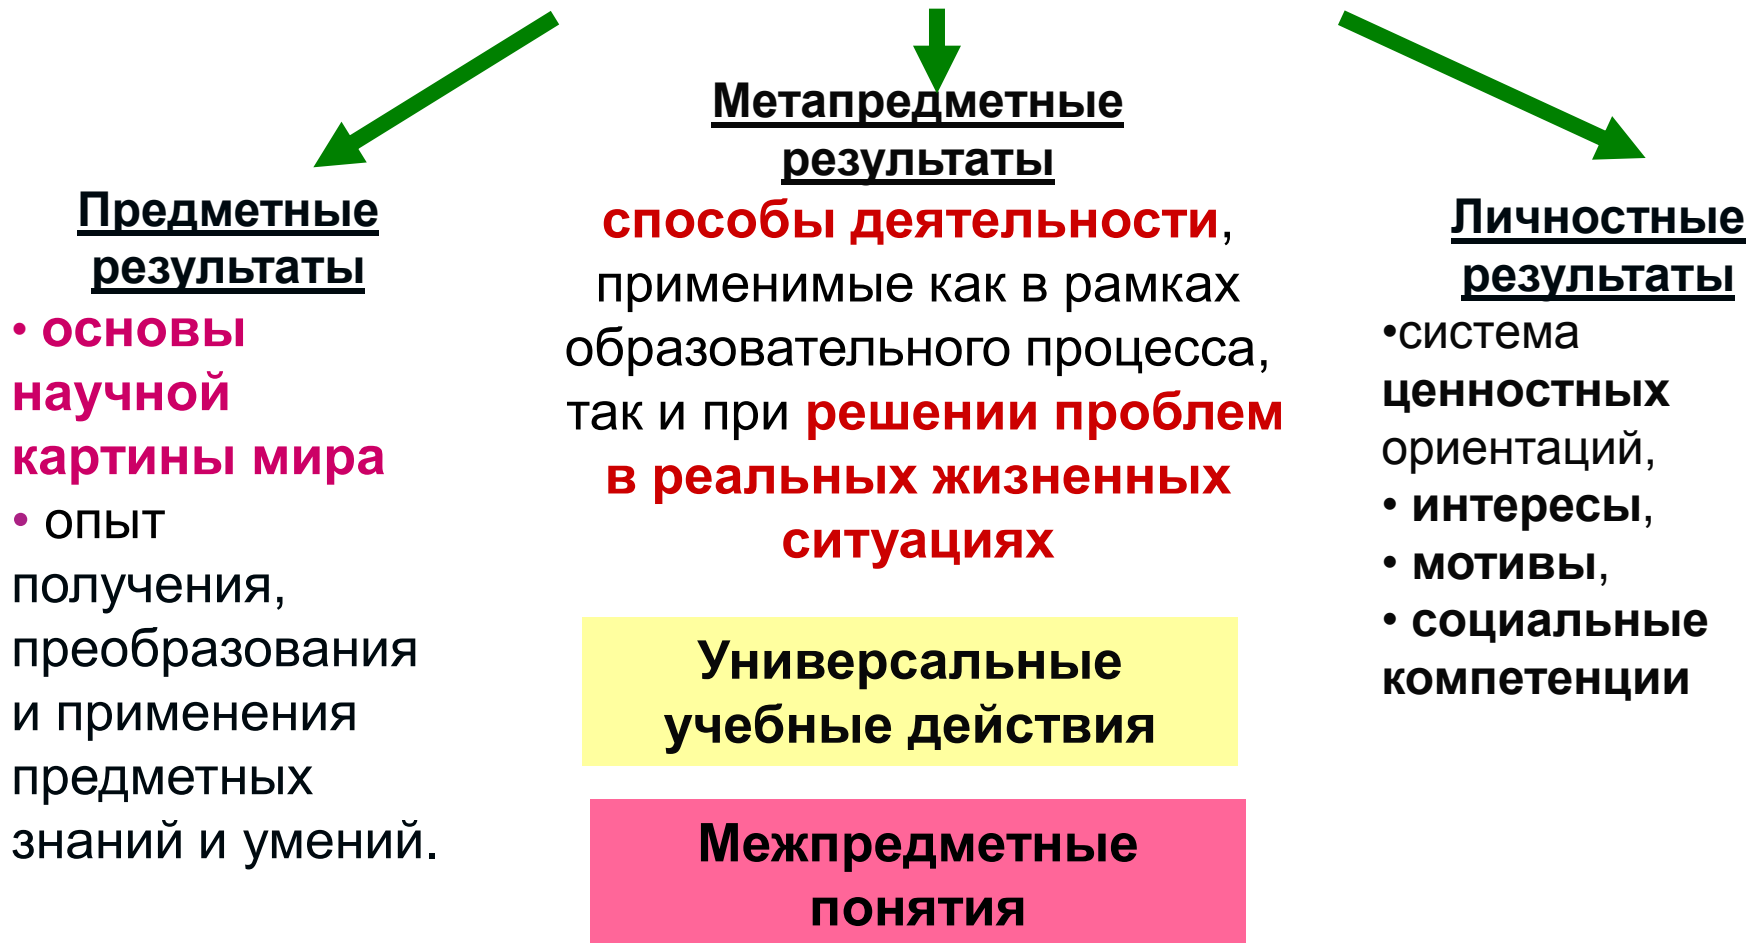 Предметные
результаты
• основы
научной
картины мира
• опыт
получения,
преобразования
и применения
предметных
знаний и умений.
Метапредметные
результаты
способы деятельности,
применимые как в рамках
образовательного процесса,
так и при решении проблем
в реальных жизненных
ситуациях
Универсальные
учебные действия
Межпредметные
понятия
Личностные
результаты
•система
ценностных
ориентаций,
• интересы,
• мотивы,
• социальные
компетенции